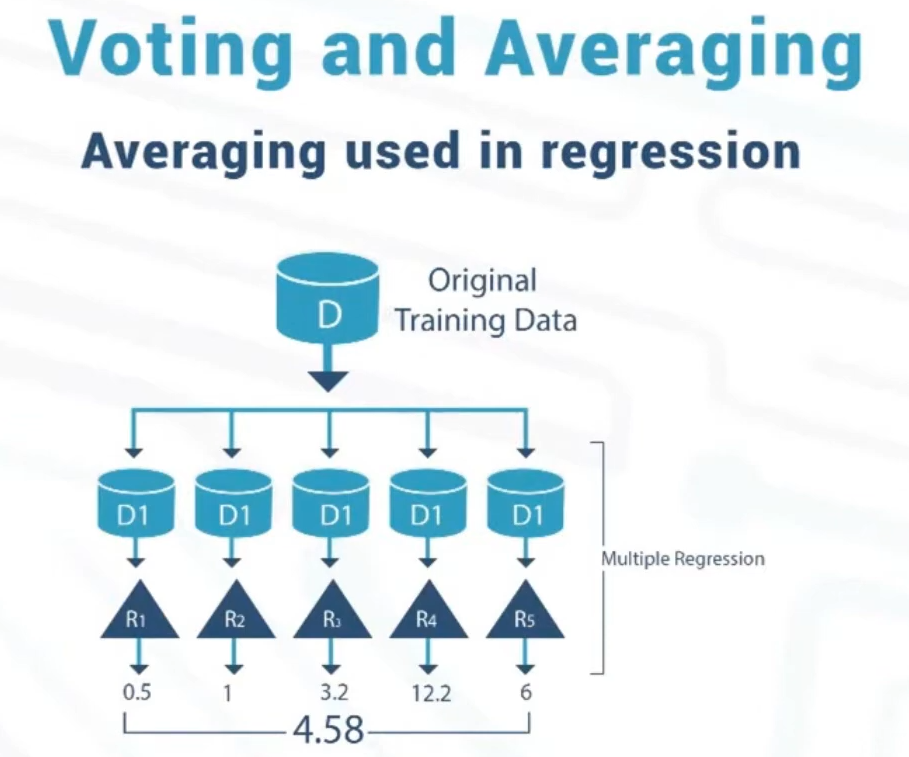 Voting and Averaging
Averaging used in regression
D
Original
Training Data
D1 D1 D1 D1 D1
Multiple Regression
R1 R2 R3 R4 R5
0.5 1 3.2 12.2 6
4.58